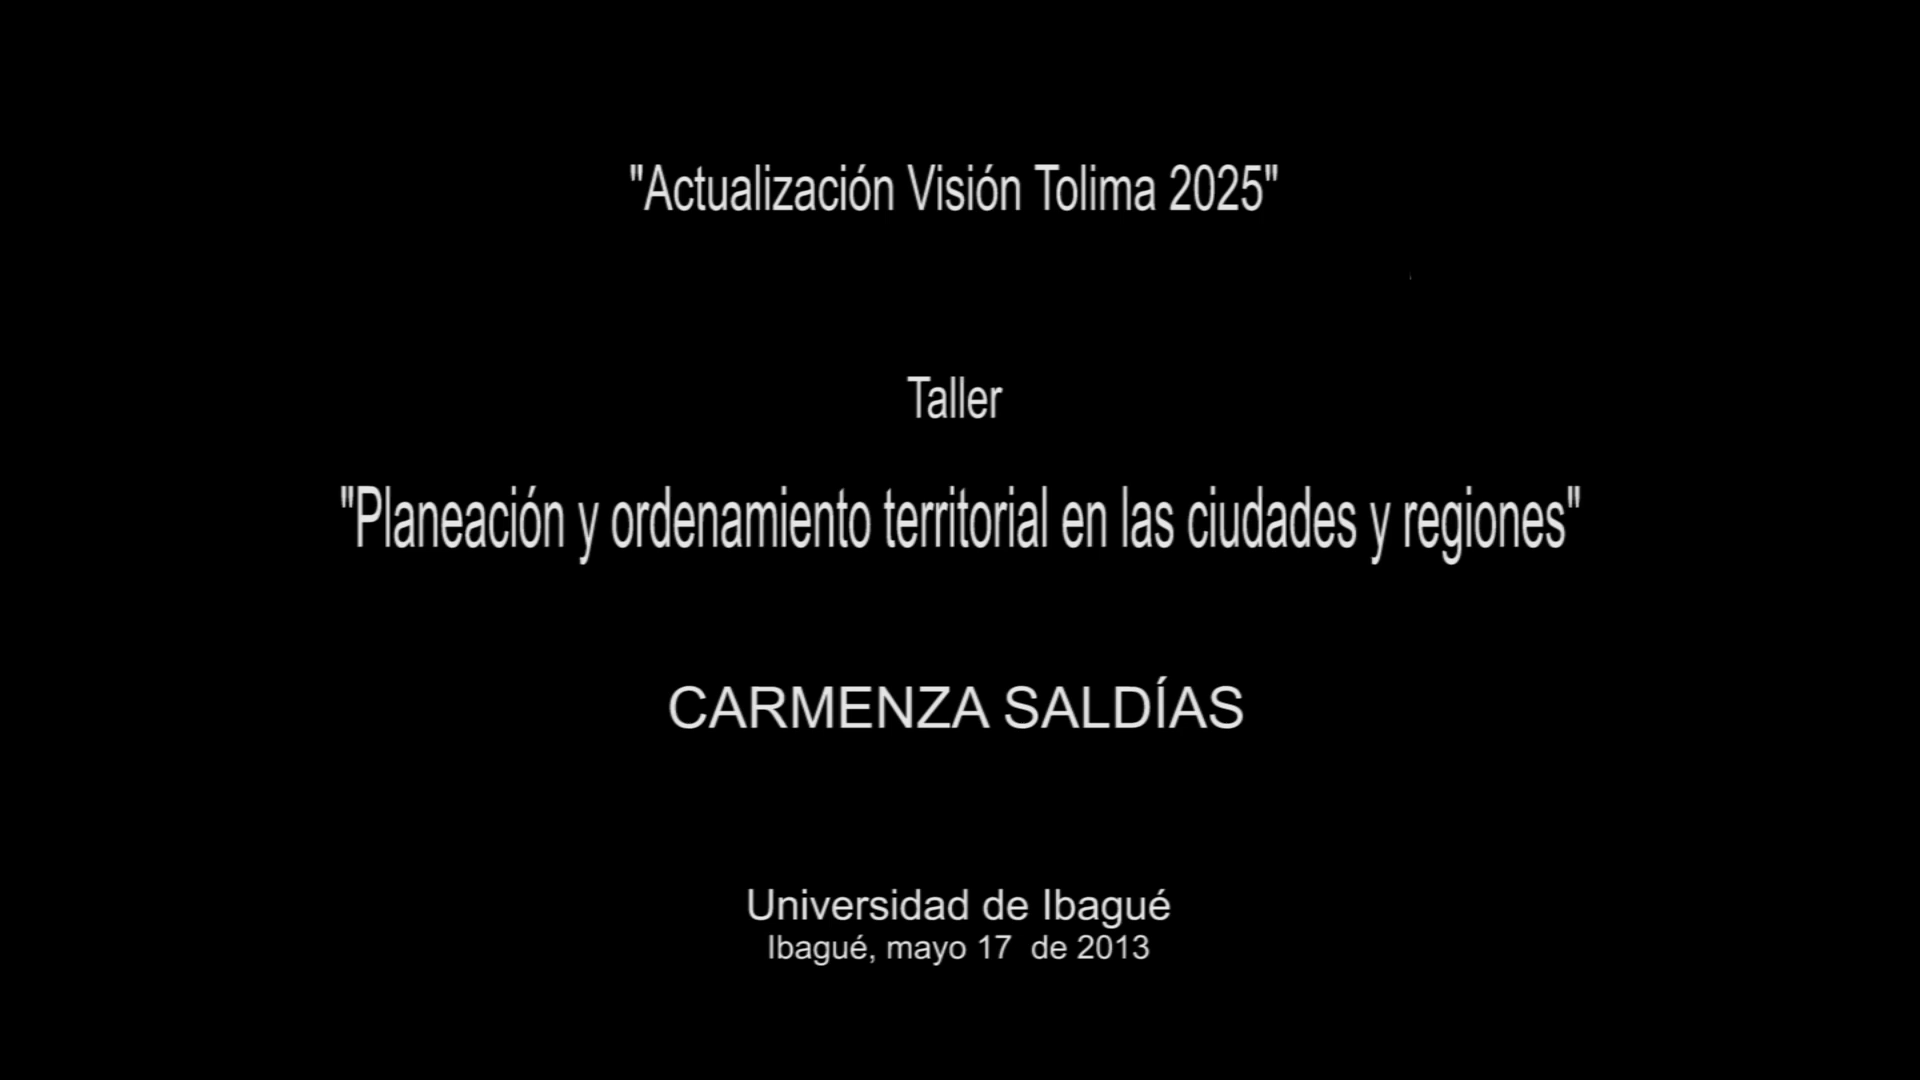 "Actualización Visión Tolima 2025"
Taller
"Planeación y ordenamiento territorial en las ciudades y regiones"
CARMENZA SALDÍAS
Universidad de Ibagué
Ibagué, mayo 17  de 2013